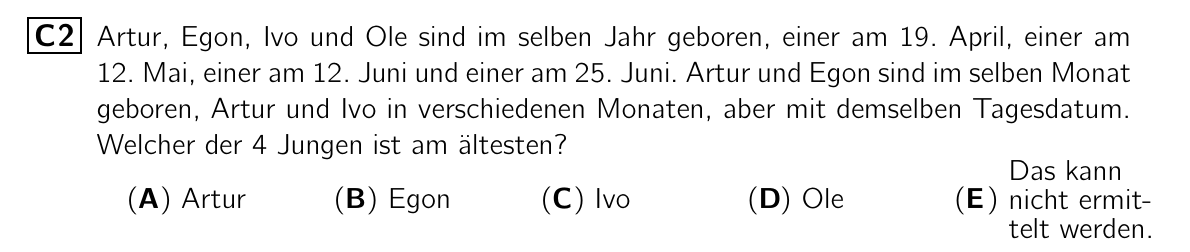 C2 Artur, Egon, Ivo und Ole sind im selben Jahr geboren, einer am 19. April, einer am
12. Mai, einer am 12. Juni und einer am 25. Juni. Artur und Egon sind im selben Monat
geboren, Artur und Ivo in verschiedenen Monaten, aber mit demselben Tagesdatum.
Welcher der 4 Jungen ist am ältesten?
(A) Artur (B) Egon (C) Ivo (D) Ole (E) Das kann
nicht ermit-
telt werden.